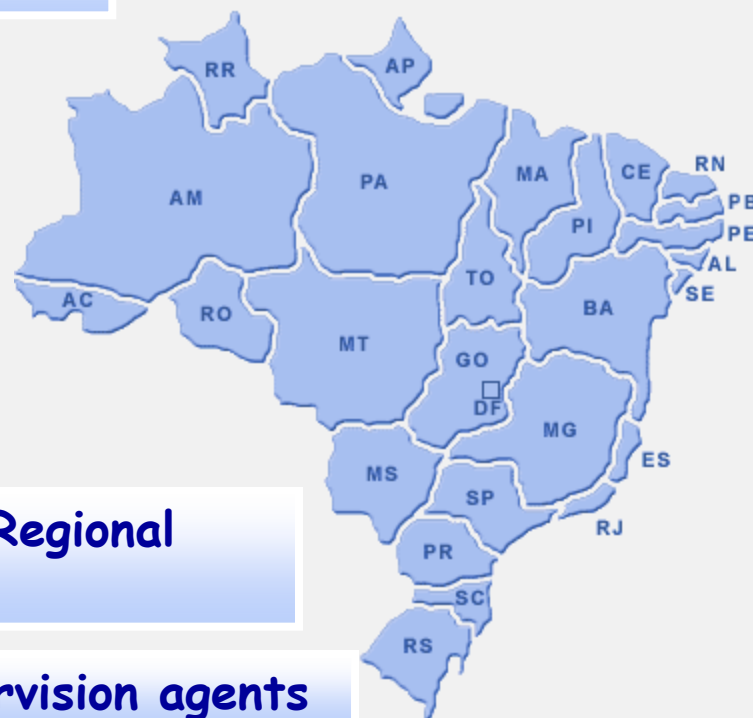 RR
AP
AM
PA
MA
CE
RN
PB
PE
AL
SE
PI
TO
BA
AC
RO
MT
GO
DF
MG
ES
MS
SP
RJ
PR
SC
RS
Regional
rvision agents